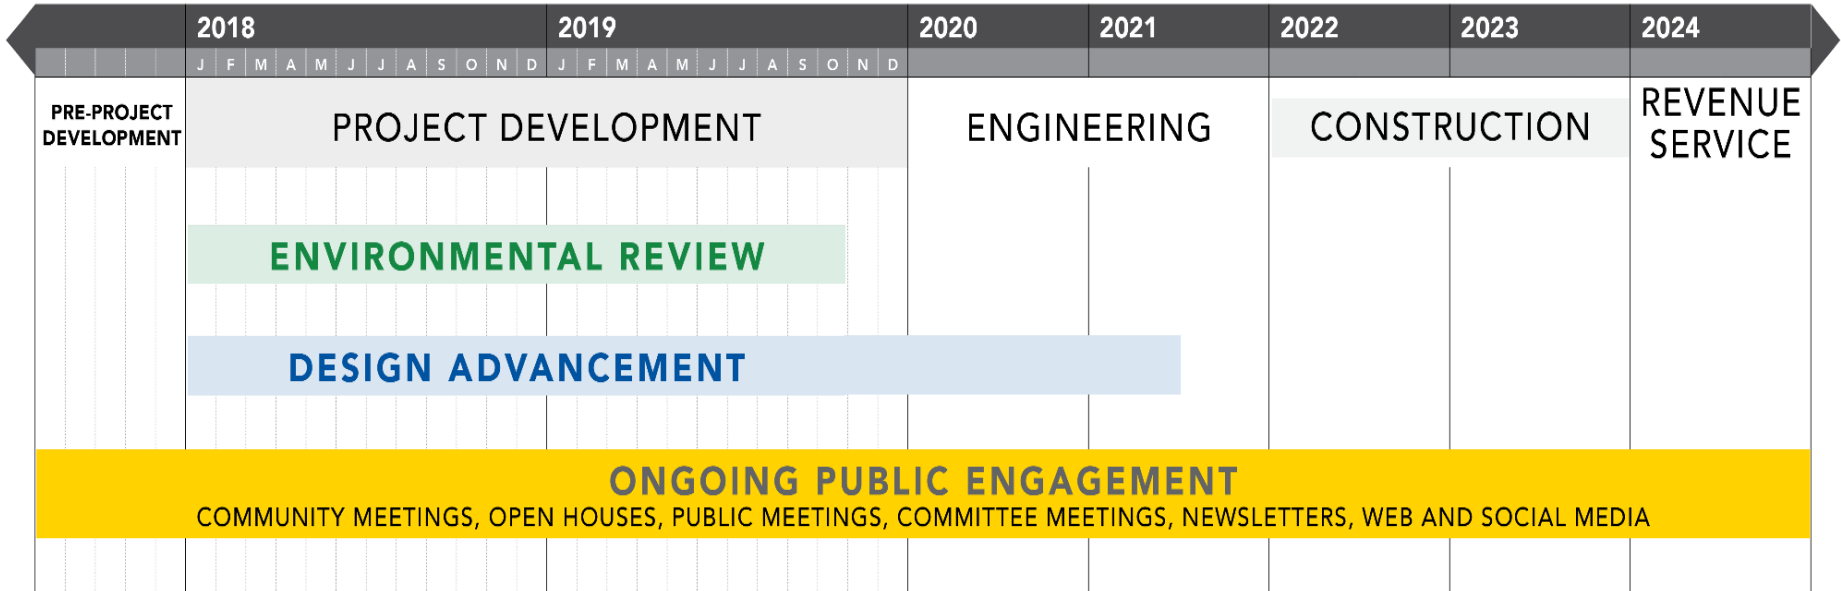 2018 2019 2020 2021 2022 2023 2024
J F M A M J J A S O N D J F M A M J J A S O N D
PRE-PROJECT
DEVELOPMENT
PROJECT DEVELOPMENT
ENGINEERING
CONSTRUCTION
REVENUE
SERVICE
ENVIRONMENTAL REVIEW
DESIGN ADVANCEMENT
ONGOING PUBLIC ENGAGEMENT
COMMUNITY MEETINGS, OPEN HOUSES, PUBLIC MEETINGS, COMMITTEE MEETINGS, NEWSLETTERS, WEB AND SOCIAL MEDIA